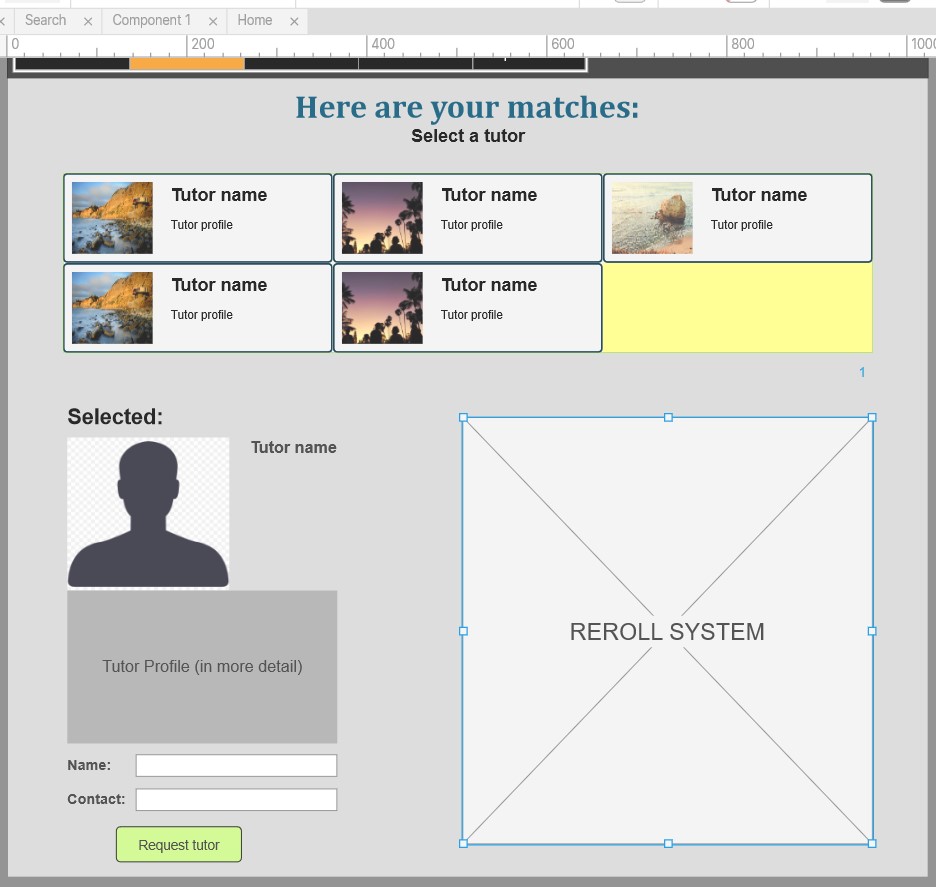 Search
Component 1
Home
0
200
400
600
800
1000
Here are your matches:
Select a tutor
Tutor name
Tutor profile
Tutor name
Tutor profile
Tutor name
Tutor profile
Tutor name
Tutor profile
Tutor name
Tutor profile
1
Selected:
Tutor name
Tutor Profile (in more detail)
Name:
Contact:
Request tutor
REROLL SYSTEM